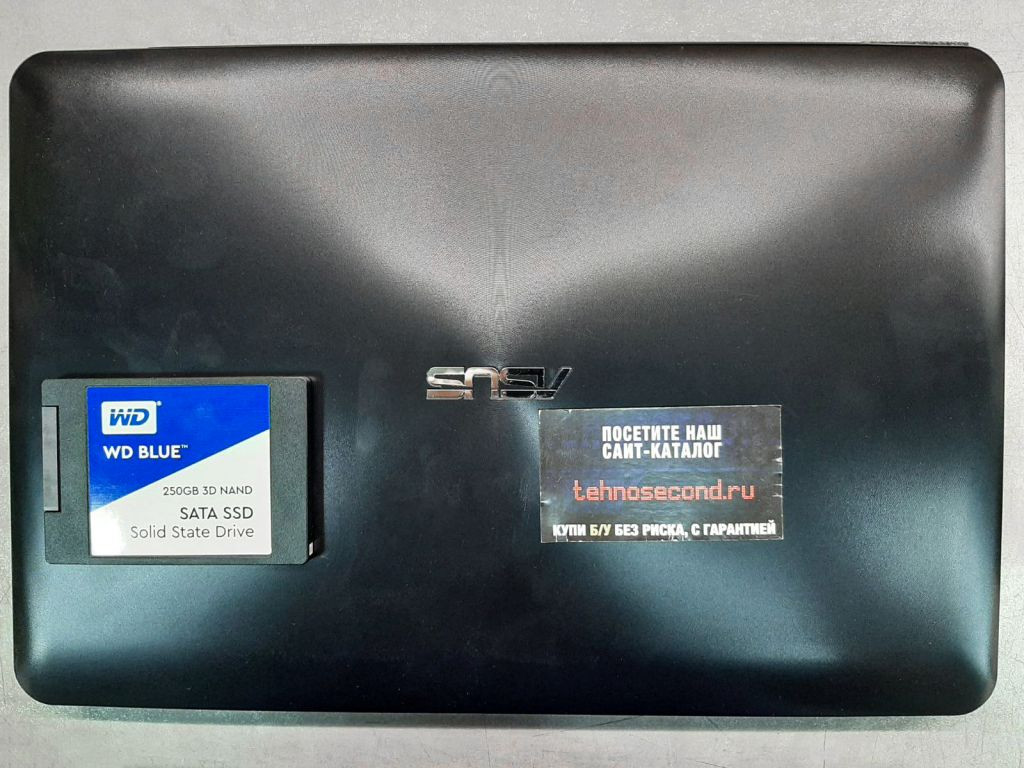 WD
WD BLUE™
250GB 3D NAND
SATA SSD
Solid State Drive
ASUS
ПОСЕТИТЕ НАШ
САИТ-КАТАЛОГ
tehnosecond.ru
КУПИ Б/У БЕЗ РИСКА, С ГАРАНТИЕЙ